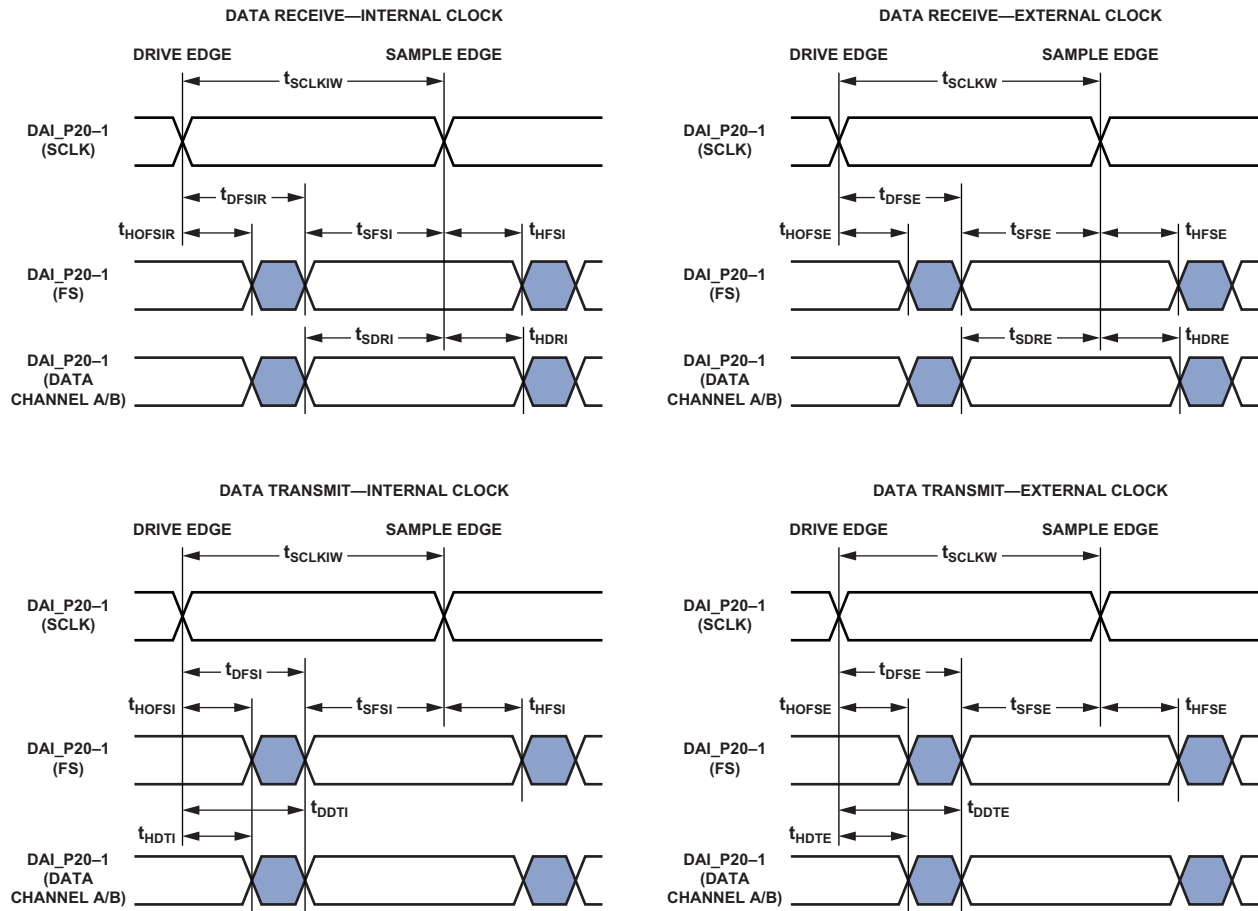 DATA RECEIVE—INTERNAL CLOCK
DRIVE EDGE
SAMPLE EDGE
tSCLKIW
DAI_P20–1
(SCLK)
tDFSIR
tHOFSIR
tSFSI
tHFSI
DAI_P20–1
(FS)
tSDRI
tHDRI
DAI_P20–1
(DATA
CHANNEL A/B)
DATA RECEIVE—EXTERNAL CLOCK
DRIVE EDGE
SAMPLE EDGE
tSCLKW
DAI_P20–1
(SCLK)
tDFSE
tHOFSE
tSFSE
tHFSE
DAI_P20–1
(FS)
tSDRE
tHDRE
DAI_P20–1
(DATA
CHANNEL A/B)
DATA TRANSMIT—INTERNAL CLOCK
DRIVE EDGE
SAMPLE EDGE
tSCLKIW
DAI_P20–1
(SCLK)
tDFSI
tHOFSI
tSFSI
tHFSI
DAI_P20–1
(FS)
tDDTI
tHDTI
DAI_P20–1
(DATA
CHANNEL A/B)
DATA TRANSMIT—EXTERNAL CLOCK
DRIVE EDGE
SAMPLE EDGE
tSCLKW
DAI_P20–1
(SCLK)
tDFSE
tHOFSE
tSFSE
tHFSE
DAI_P20–1
(FS)
tDDTE
tHDTE
DAI_P20–1
(DATA
CHANNEL A/B)